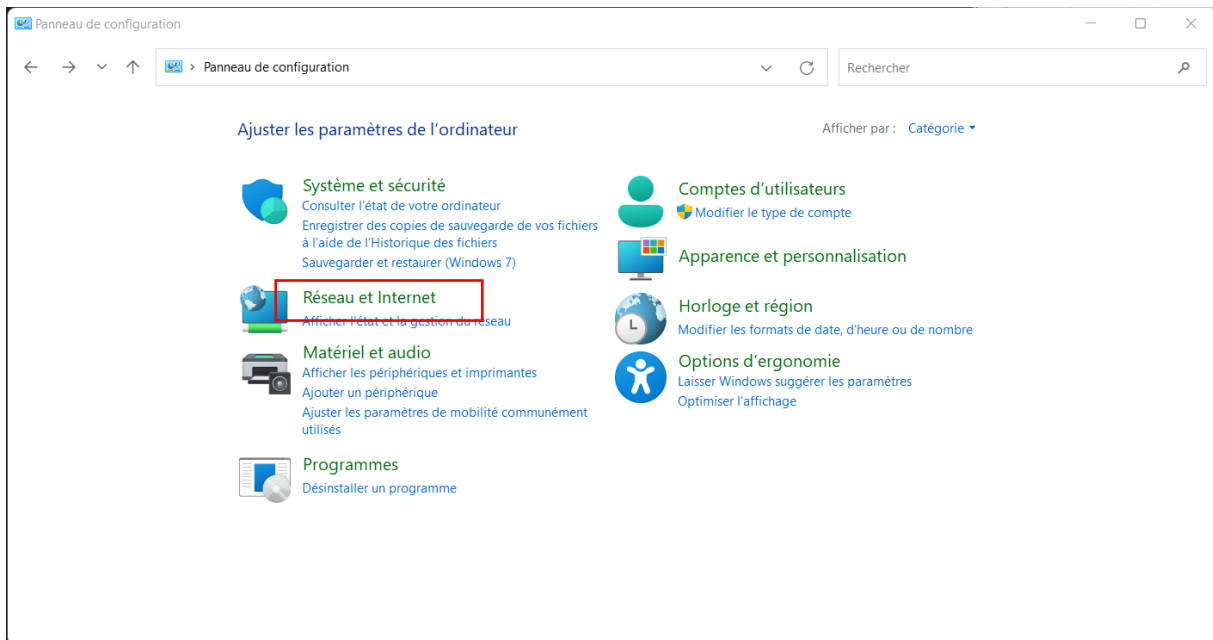 Panneau de configuration
Panneau de configuration
Rechercher
Ajuster les paramètres de l’ordinateur
Afficher par : Catégorie
Système et sécurité
Consulter l’état de votre ordinateur
Enregistrer des copies de sauvegarde de vos fichiers
à l’aide de l’Historique des fichiers
Sauvegarder et restaurer (Windows 7)
Réseau et Internet
Afficher l’état et la gestion du réseau
Matériel et audio
Afficher les périphériques et imprimantes
Ajouter un périphérique
Ajuster les paramètres de mobilité communément
utilisés
Programmes
Désinstaller un programme
Comptes d’utilisateurs
Modifier le type de compte
Apparence et personnalisation
Horloge et région
Modifier les formats de date, d’heure ou de nombre
Options d’ergonomie
Laisser Windows suggérer les paramètres
Optimiser l’affichage